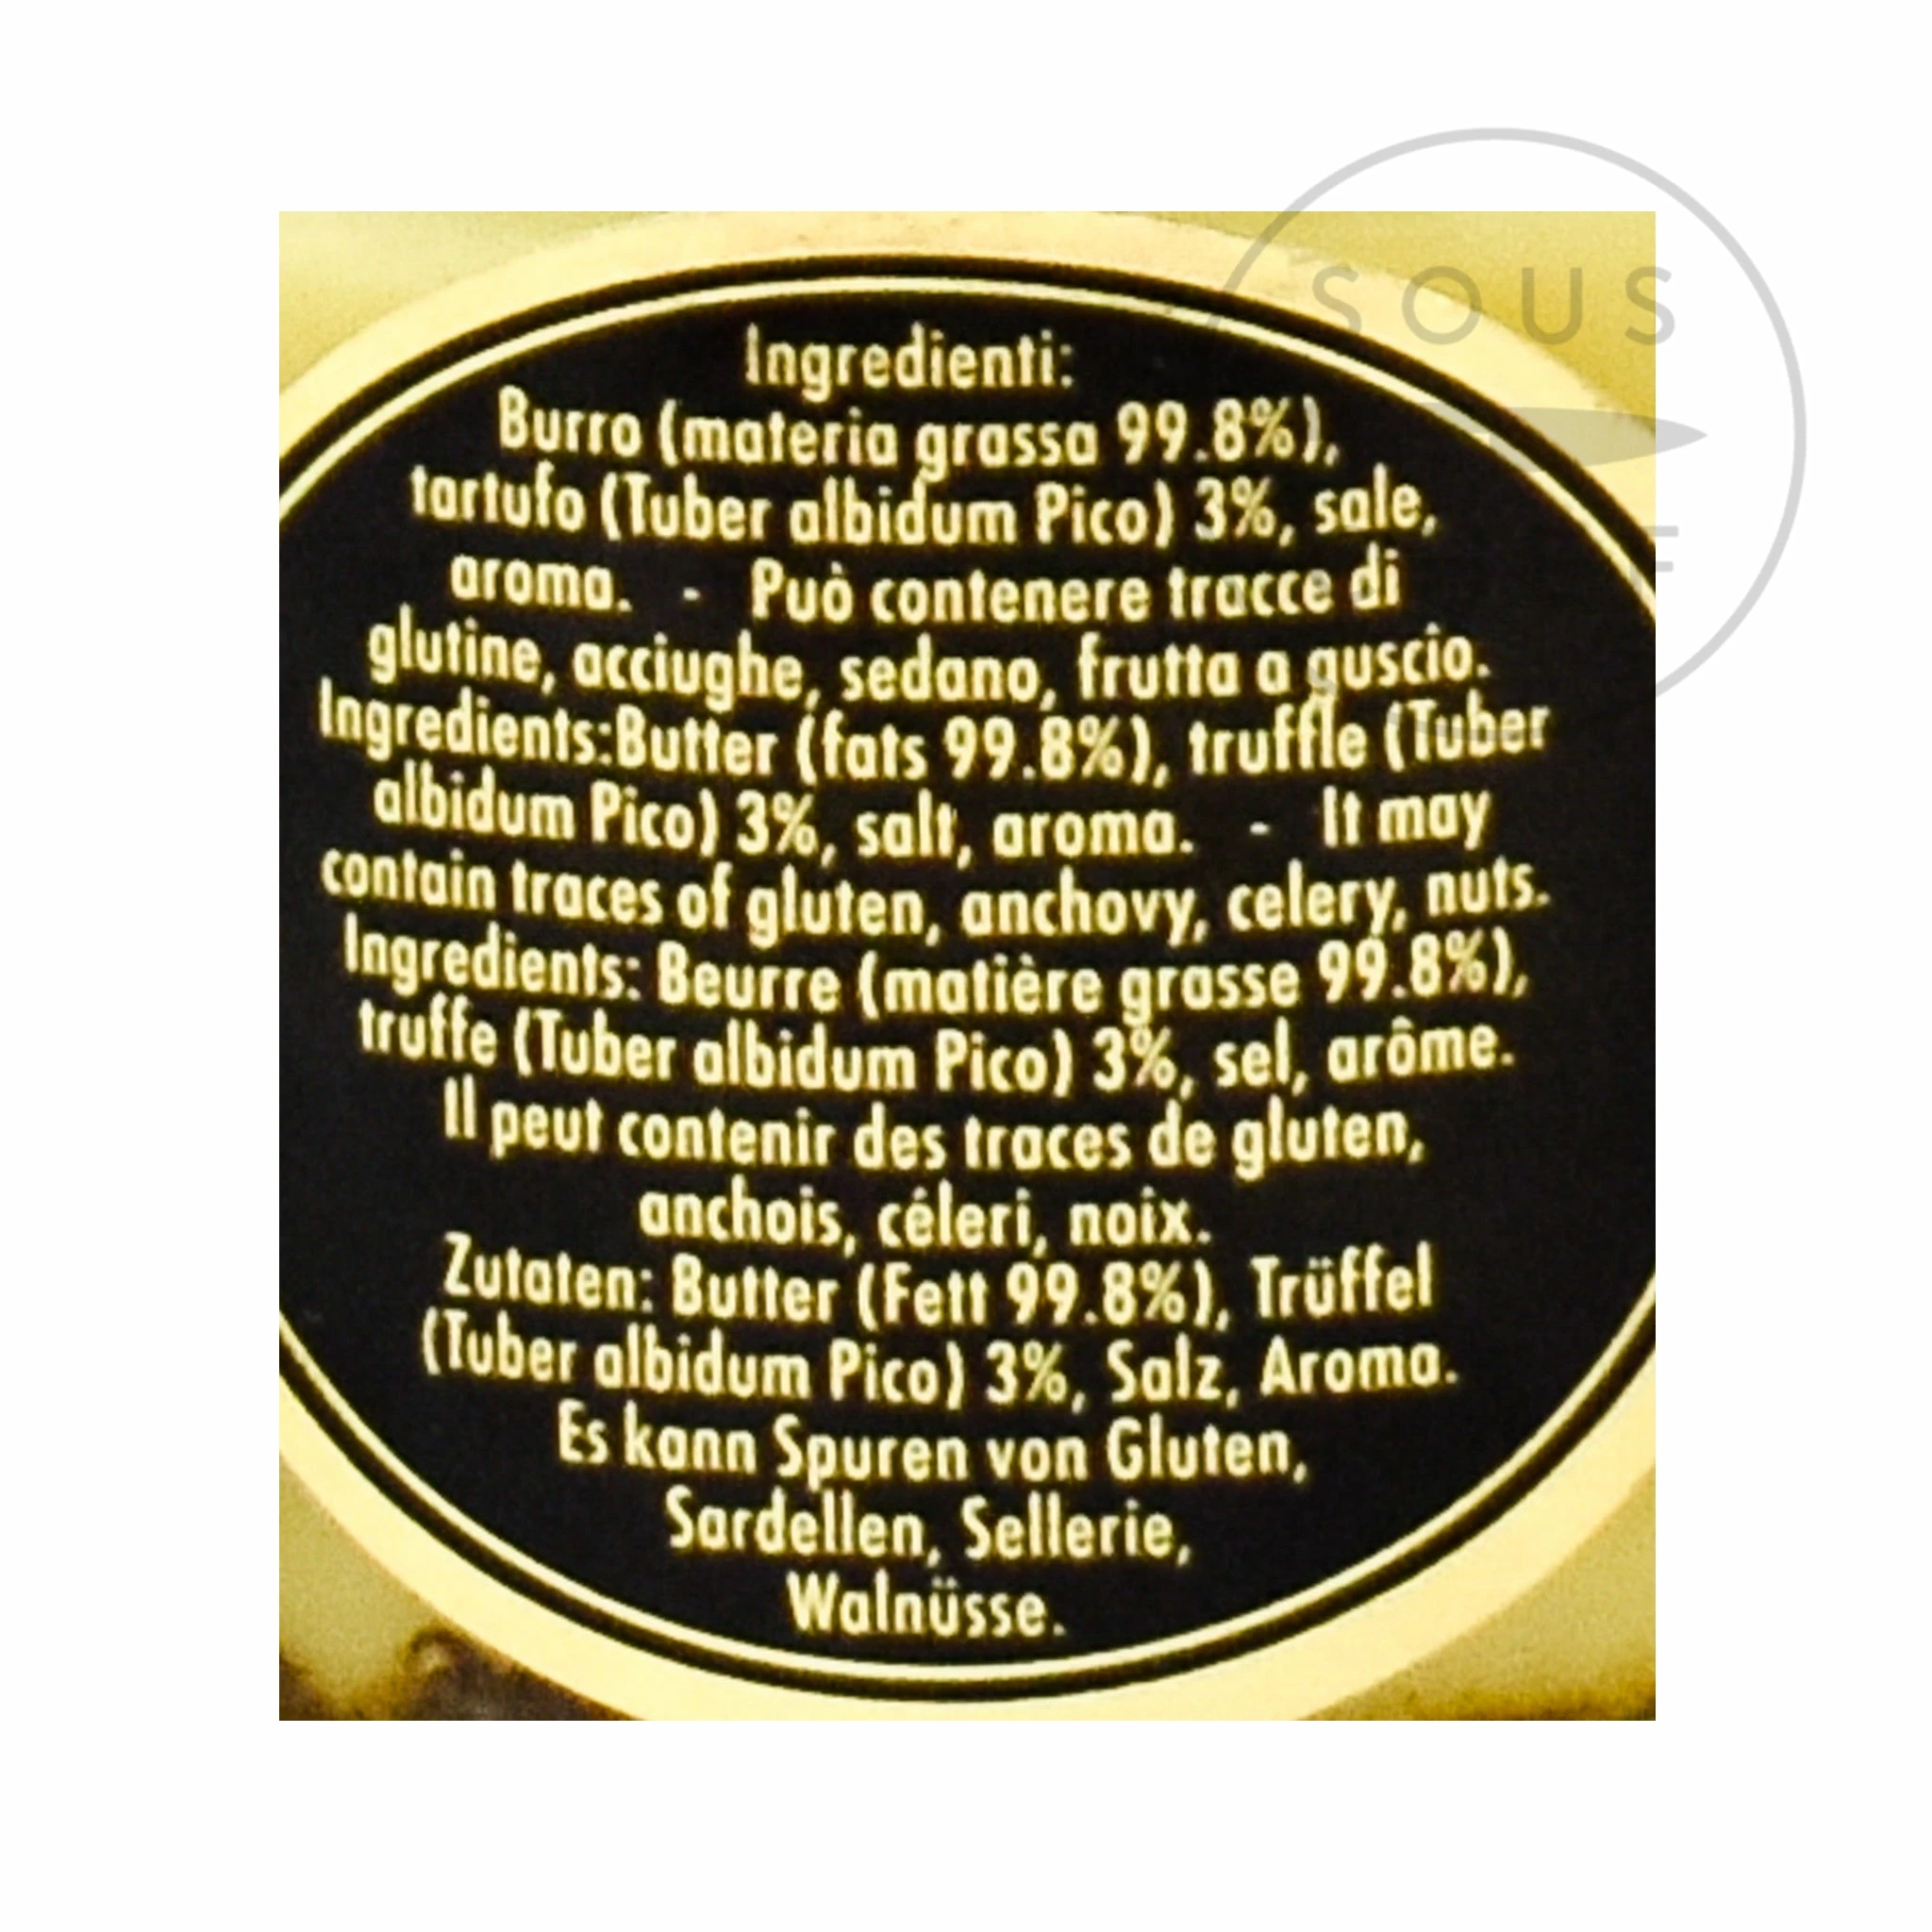 SOUS
Ingredienti:
Burro (materia grassa 99.8%),
tartufo (Tuber albidum Pico) 3%, sale,
aroma. - Può contenere tracce di
glutine, acciughe, sedano, frutta a guscio.
Ingredients:Butter (fats 99.8%), truffle (Tuber
albidum Pico) 3%, salt, aroma. - It may
contain traces of gluten, anchovy, celery, nuts.
Ingredients: Beurre (matière grasse 99.8%),
truffe (Tuber albidum Pico) 3%, sel, arôme.
Il peut contenir des traces de gluten,
anchois, céleri, noix.
Zutaten: Butter (Fett 99.8%), Trüffel
(Tuber albidum Pico) 3%, Salz, Aroma.
Es kann Spuren von Gluten,
Sardellen, Sellerie,
Walnüsse.